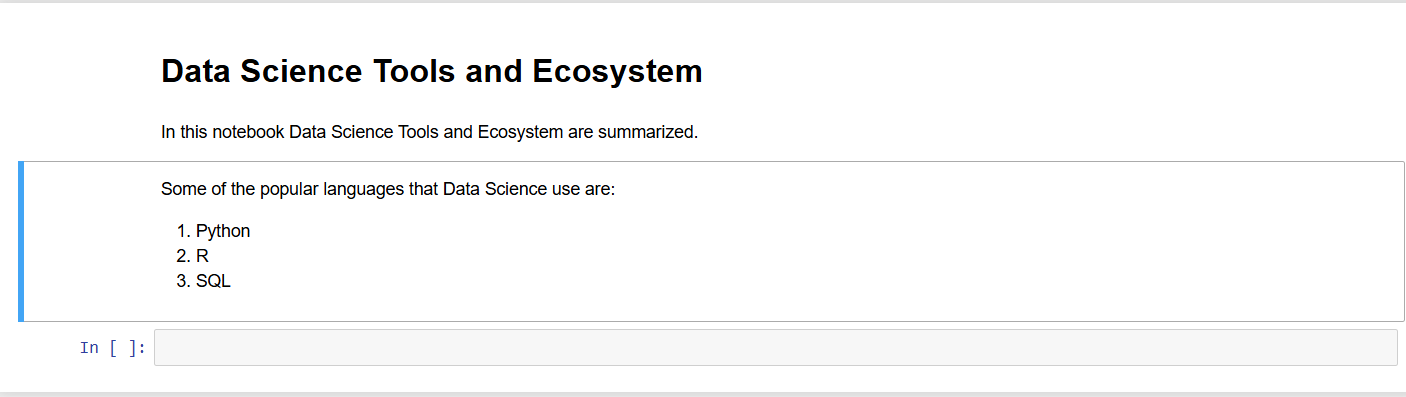 Data Science Tools and Ecosystem
In this notebook Data Science Tools and Ecosystem are summarized.
Some of the popular languages that Data Science use are:
1. Python
2. R
3. SQL
In [ ]: